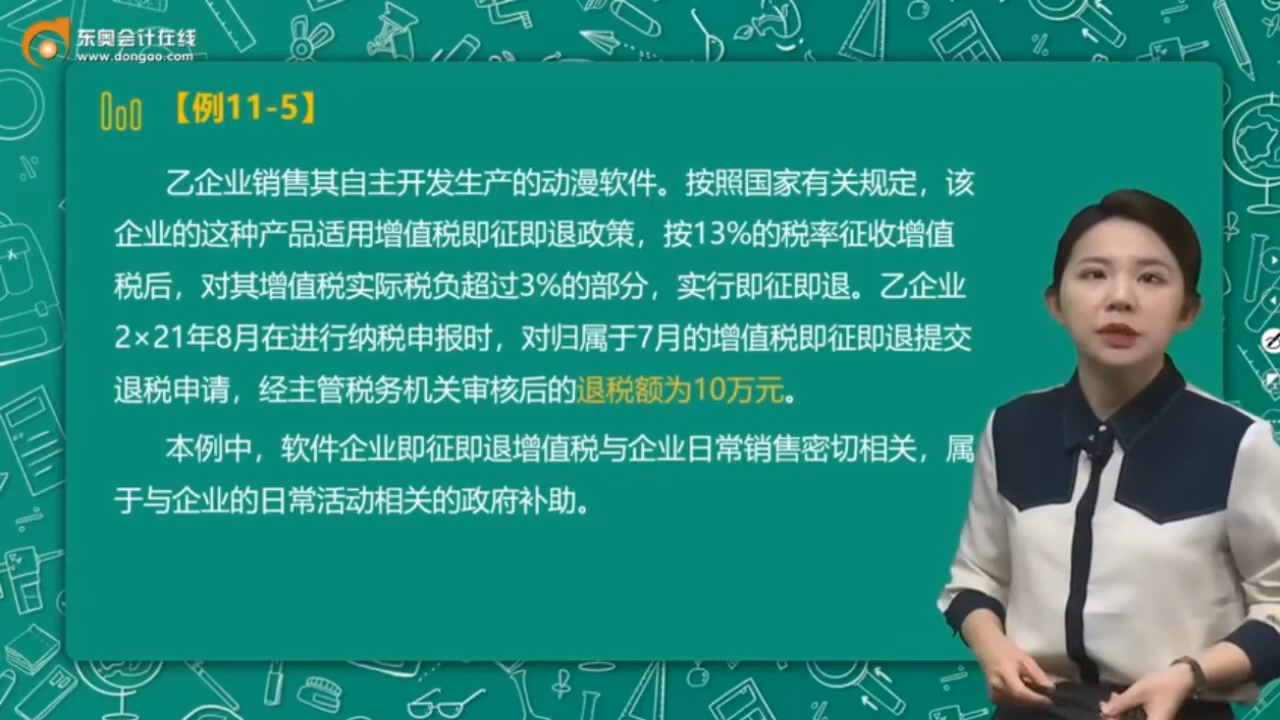 东奥会计在线
www.dongao.com
【例11-5】
乙企业销售其自主开发生产的动漫软件。按照国家有关规定，该
企业的这种产品适用增值税即征即退政策，按13%的税率征收增值
税后，对其增值税实际税负超过3%的部分，实行即征即退。乙企业
2×21年8月在进行纳税申报时，对归属于7月的增值税即征即退提交
退税申请，经主管税务机关审核后的退税额为10万元。
本例中，软件企业即征即退增值税与企业日常销售密切相关，属
于与企业的日常活动相关的政府补助。